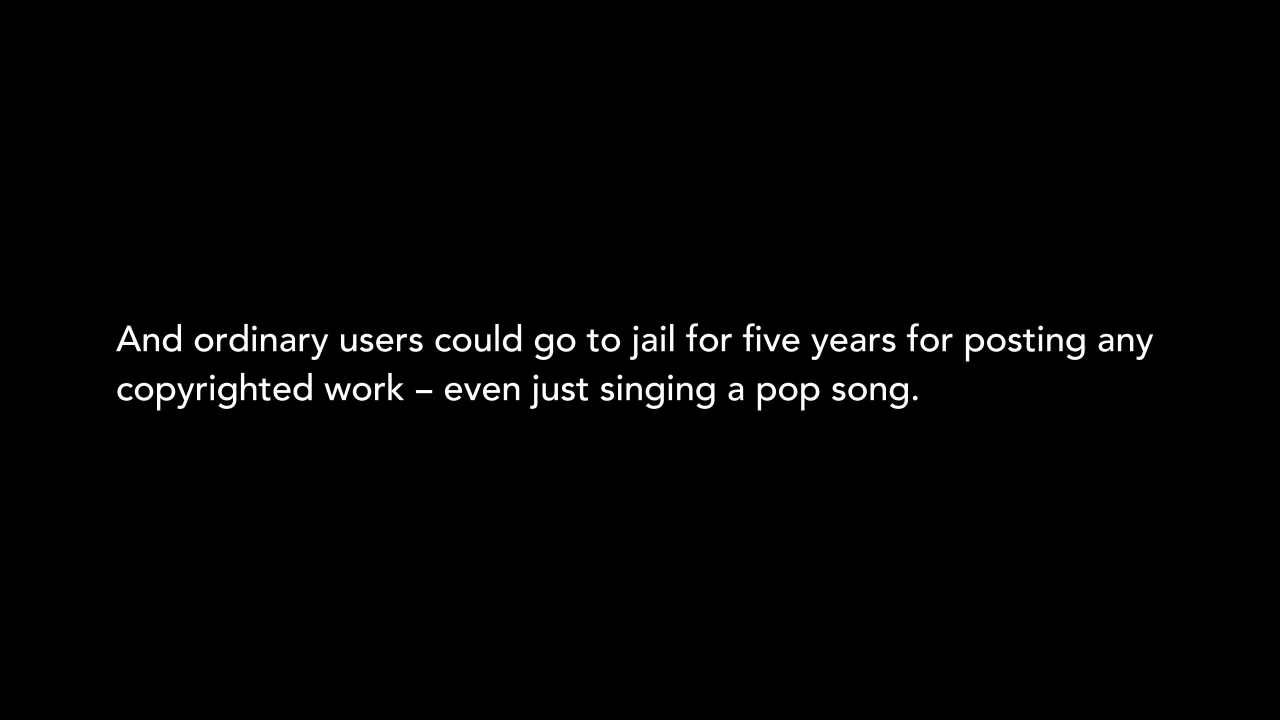 And ordinary users could go to jail for five years for posting any
copyrighted work – even just singing a pop song.